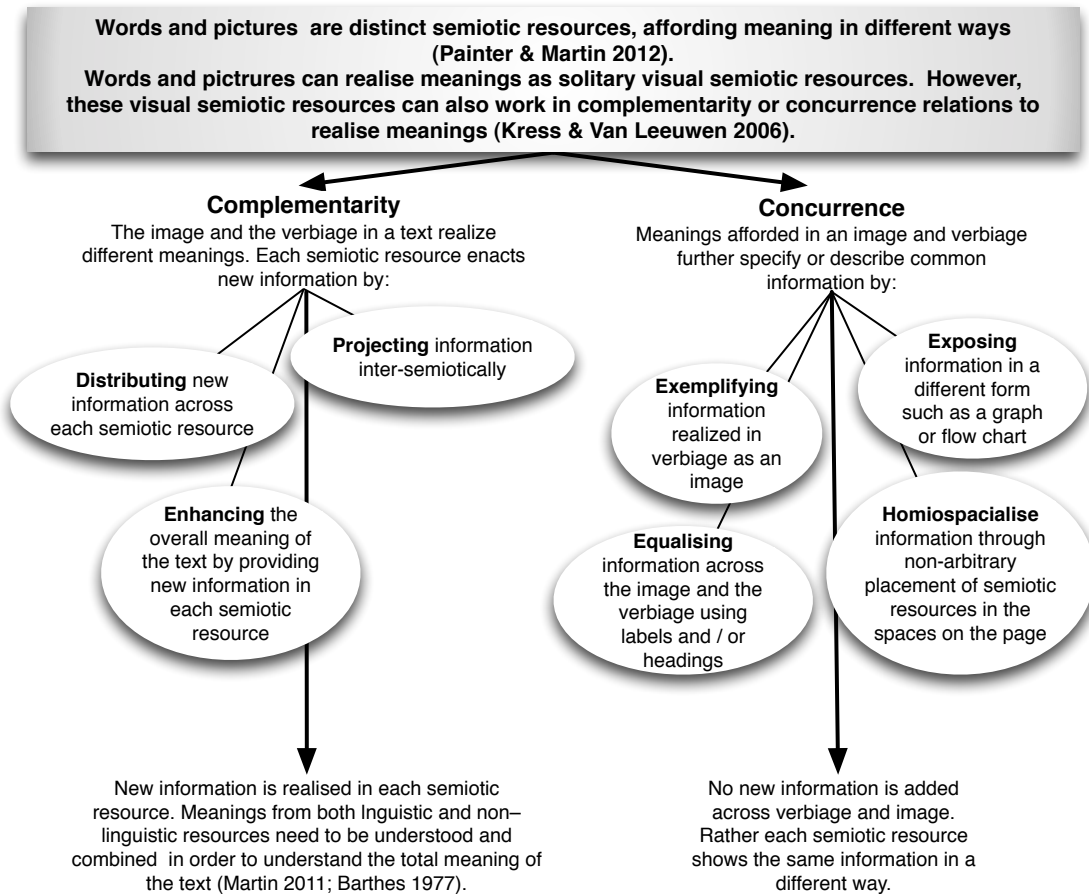 Words and pictures  are distinct semiotic resources, affording meaning in different ways
(Painter & Martin 2012).
Words and pictrures can realise meanings as solitary visual semiotic resources.  However,
these visual semiotic resources can also work in complementarity or concurrence relations to
realise meanings (Kress & Van Leeuwen 2006).
Complementarity
The image and the verbiage in a text realize
different meanings. Each semiotic resource enacts
new information by:
Projecting information
inter-semiotically
Distributing new
information across
each semiotic resource
Enhancing the
overall meaning of
the text by providing
new information in
each semiotic
resource
New information is realised in each semiotic
resource. Meanings from both lnguistic and non–
linguistic resources need to be understood and
combined  in order to understand the total meaning of
the text (Martin 2011; Barthes 1977).
Concurrence
Meanings afforded in an image and verbiage
further specify or describe common
information by:
Exposing
information in a
different form
such as a graph
or flow chart
Exemplifying
information
realized in
verbiage as an
image
Equalising
information across
the image and the
verbiage using
labels and / or
headings
Homiospacialise
information through
non-arbitrary
placement of semiotic
resources in the
spaces on the page
No new information is added
across verbiage and image.
Rather each semiotic resource
shows the same information in a
different way.